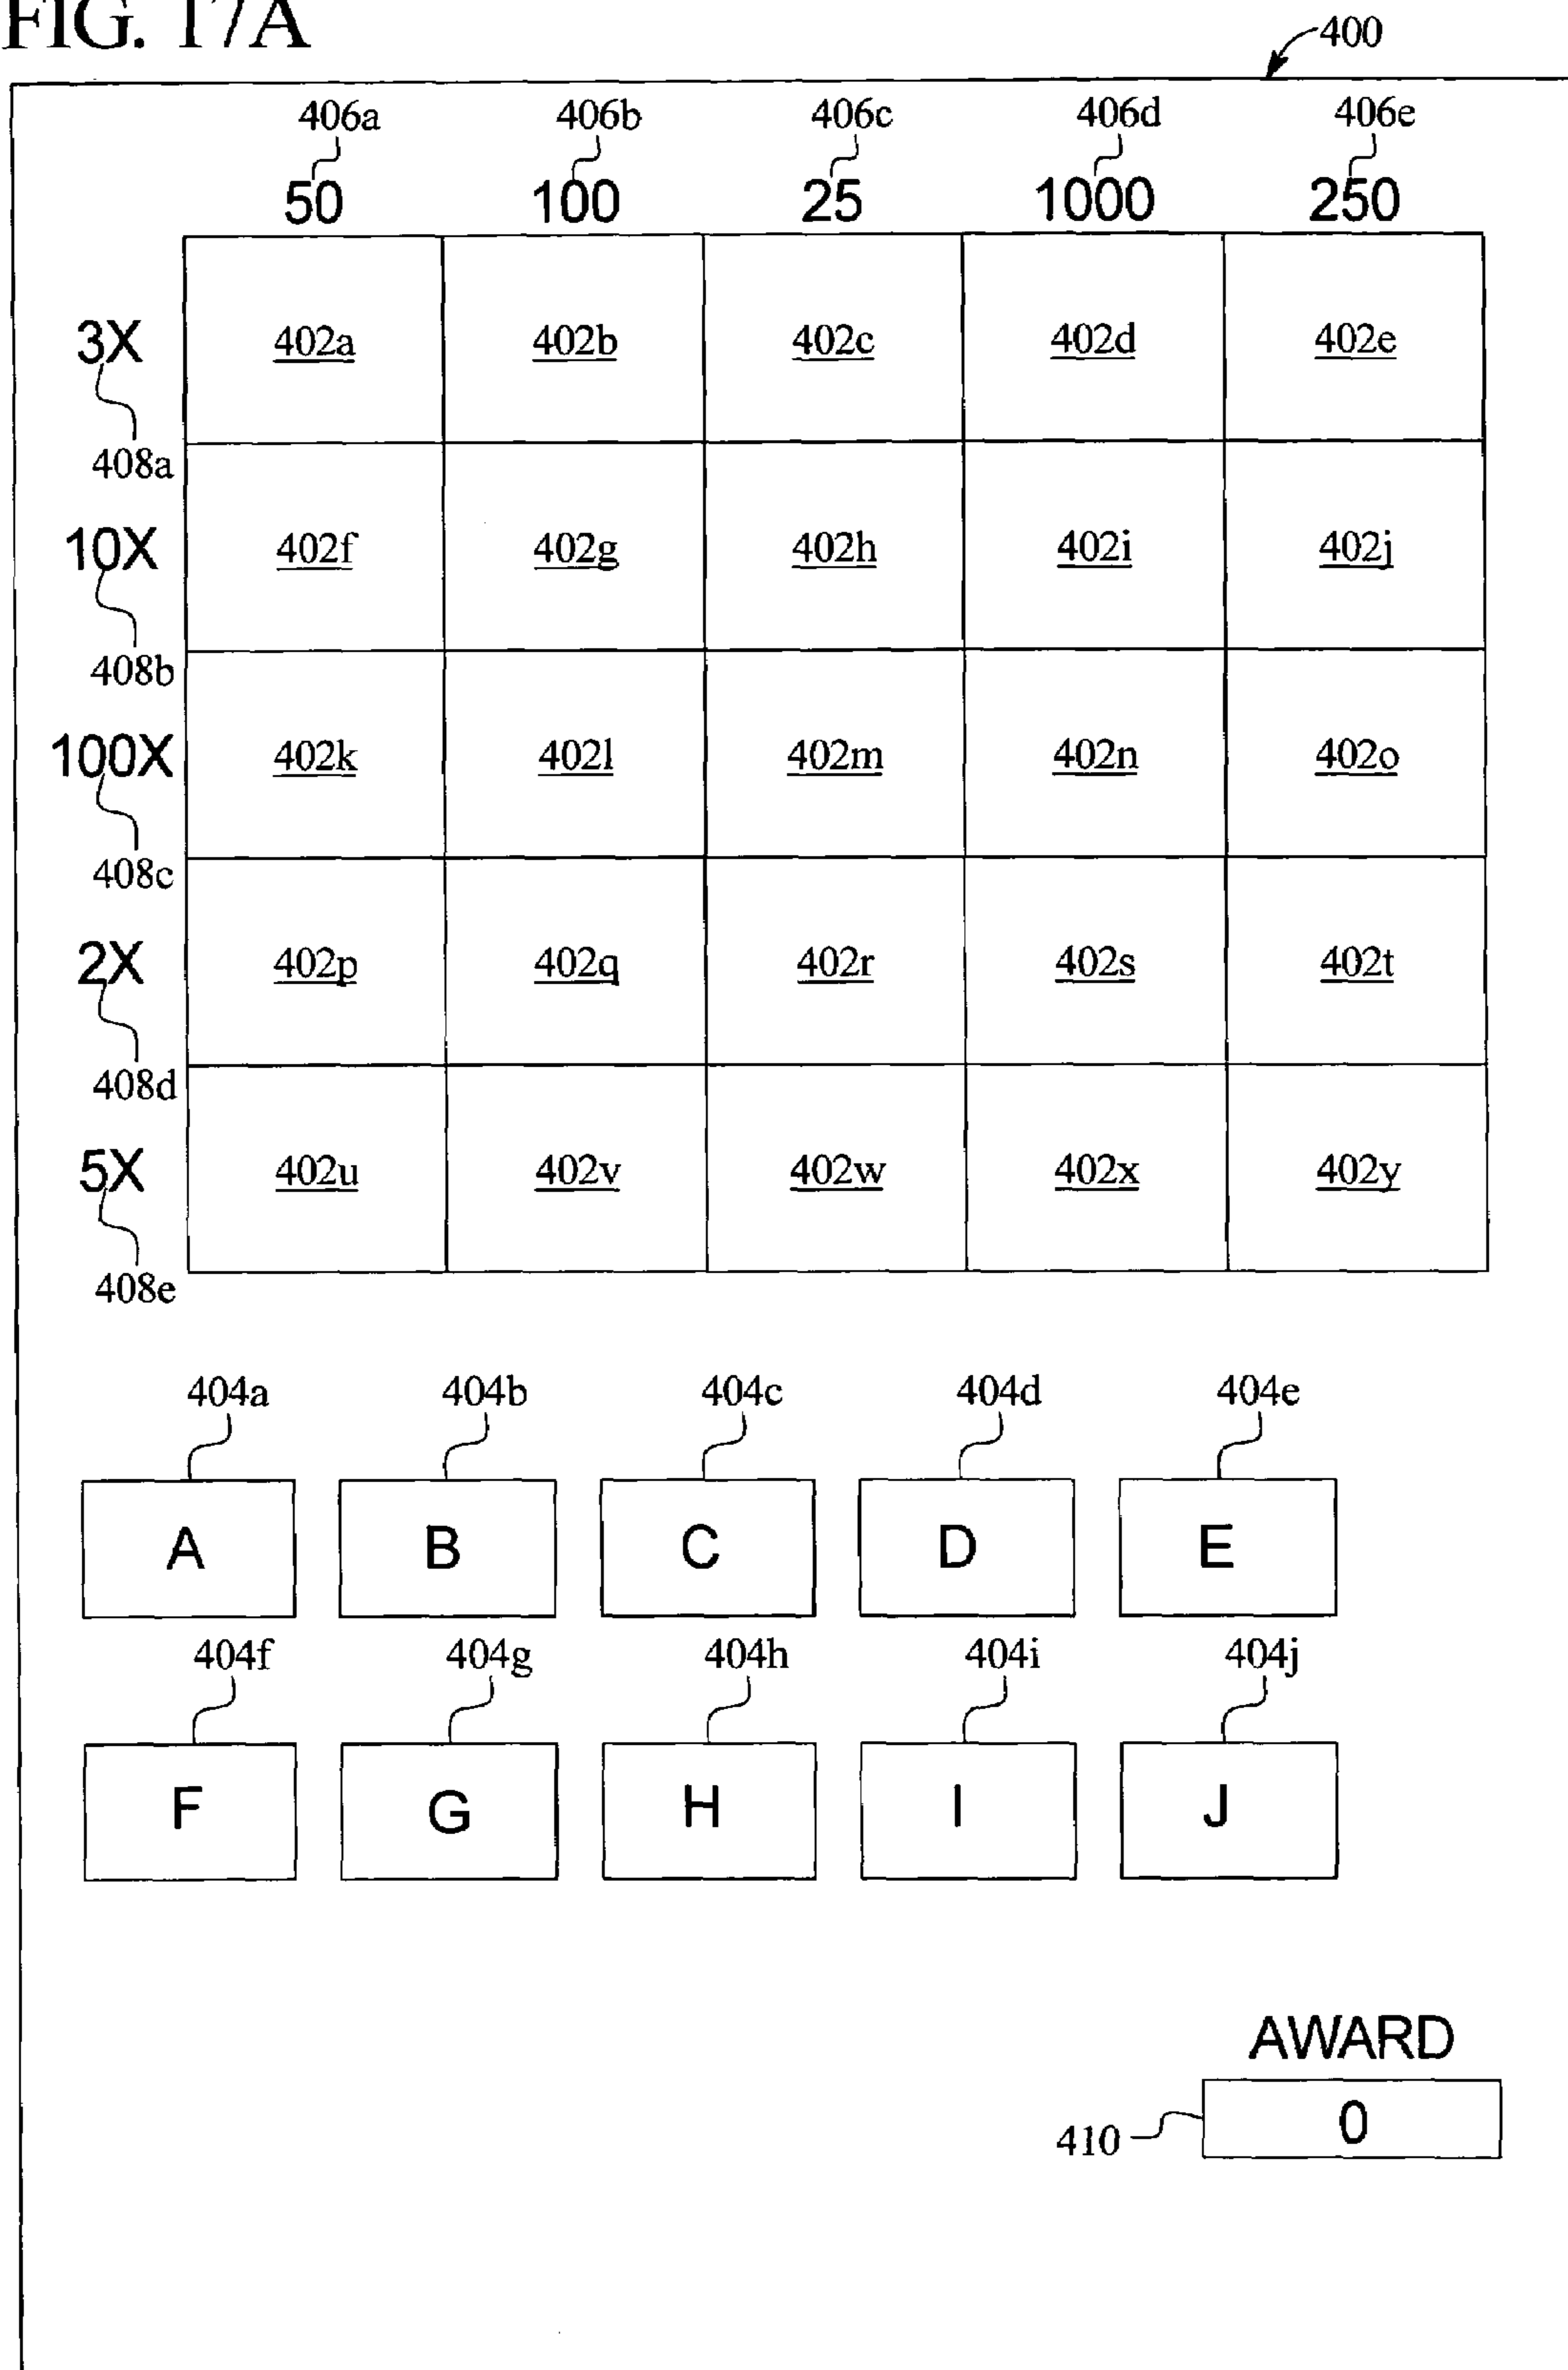 FIG. 17A
400
406a 406b 406c 406d 406e
50 100 25 1000 250
3X 402a 402b 402c 402d 402e
408a
10X 402f 402g 402h 402i 402j
408b
100X 402k 402l 402m 402n 402o
408c
2X 402p 402q 402r 402s 402t
408d
5X 402u 402v 402w 402x 402y
408e
404a 404b 404c 404d 404e
A B C D E
404f 404g 404h 404i 404j
F G H I J
AWARD
410 0